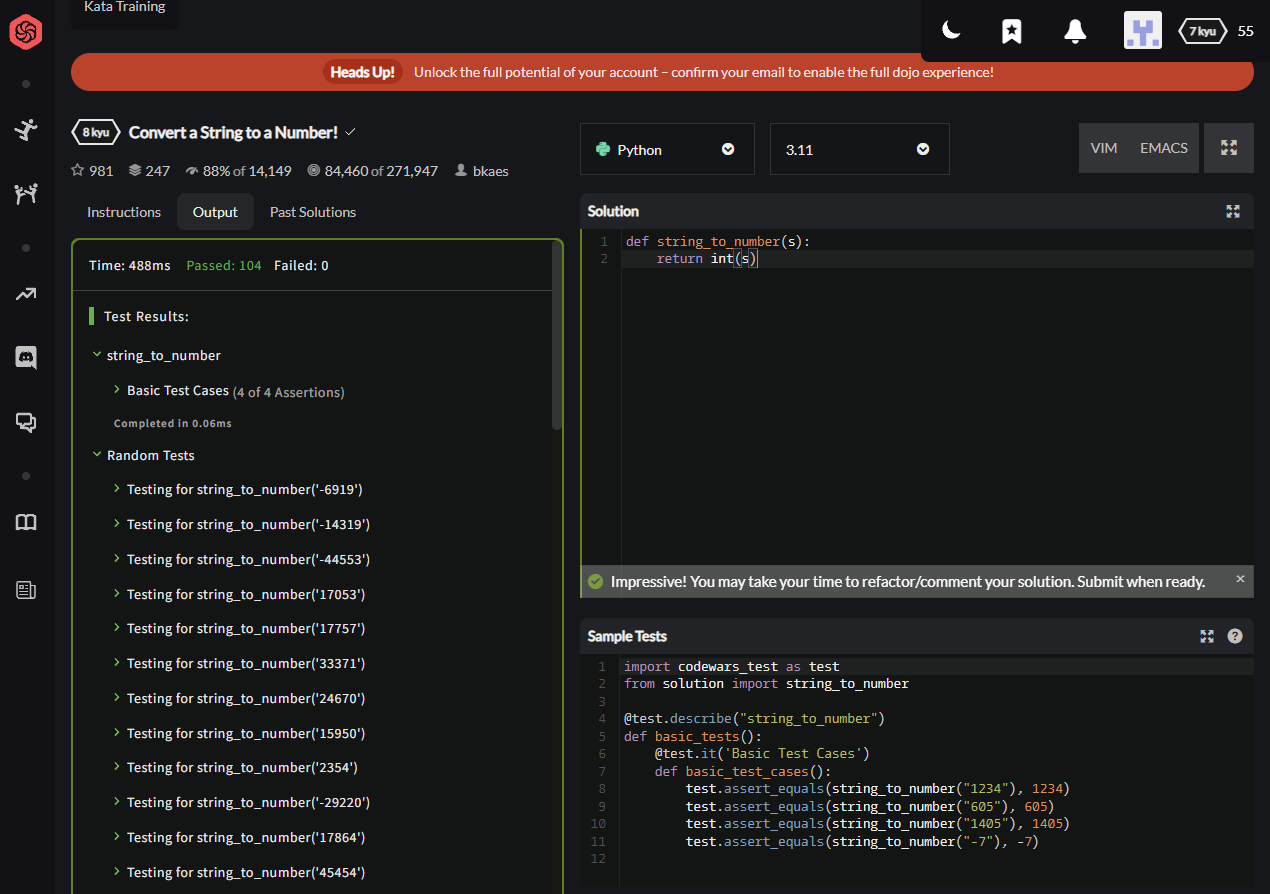 Kata Training
7 kyu 55
Heads Up! Unlock the full potential of your account – confirm your email to enable the full dojo experience!
8 kyu Convert a String to a Number!
981 247 88% of 14,149 84,460 of 271,947 bkaes
Instructions Output Past Solutions
Time: 488ms Passed: 104 Failed: 0
Test Results:
string_to_number
Basic Test Cases (4 of 4 Assertions)
Completed in 0.06ms
Random Tests
Testing for string_to_number('-6919')
Testing for string_to_number('-14319')
Testing for string_to_number('-44553')
Testing for string_to_number('17053')
Testing for string_to_number('17757')
Testing for string_to_number('33371')
Testing for string_to_number('24670')
Testing for string_to_number('15950')
Testing for string_to_number('2354')
Testing for string_to_number('-29220')
Testing for string_to_number('17864')
Testing for string_to_number('45454')
Python 3.11 VIM EMACS
Solution
1 def string_to_number(s):
2     return int(s)
Impressive! You may take your time to refactor/comment your solution. Submit when ready. ×
Sample Tests ?
1 import codewars_test as test
2 from solution import string_to_number
3
4 @test.describe("string_to_number")
5 def basic_tests():
6     @test.it('Basic Test Cases')
7     def basic_test_cases():
8         test.assert_equals(string_to_number("1234"), 1234)
9         test.assert_equals(string_to_number("605"), 605)
10         test.assert_equals(string_to_number("1405"), 1405)
11         test.assert_equals(string_to_number("-7"), -7)
12